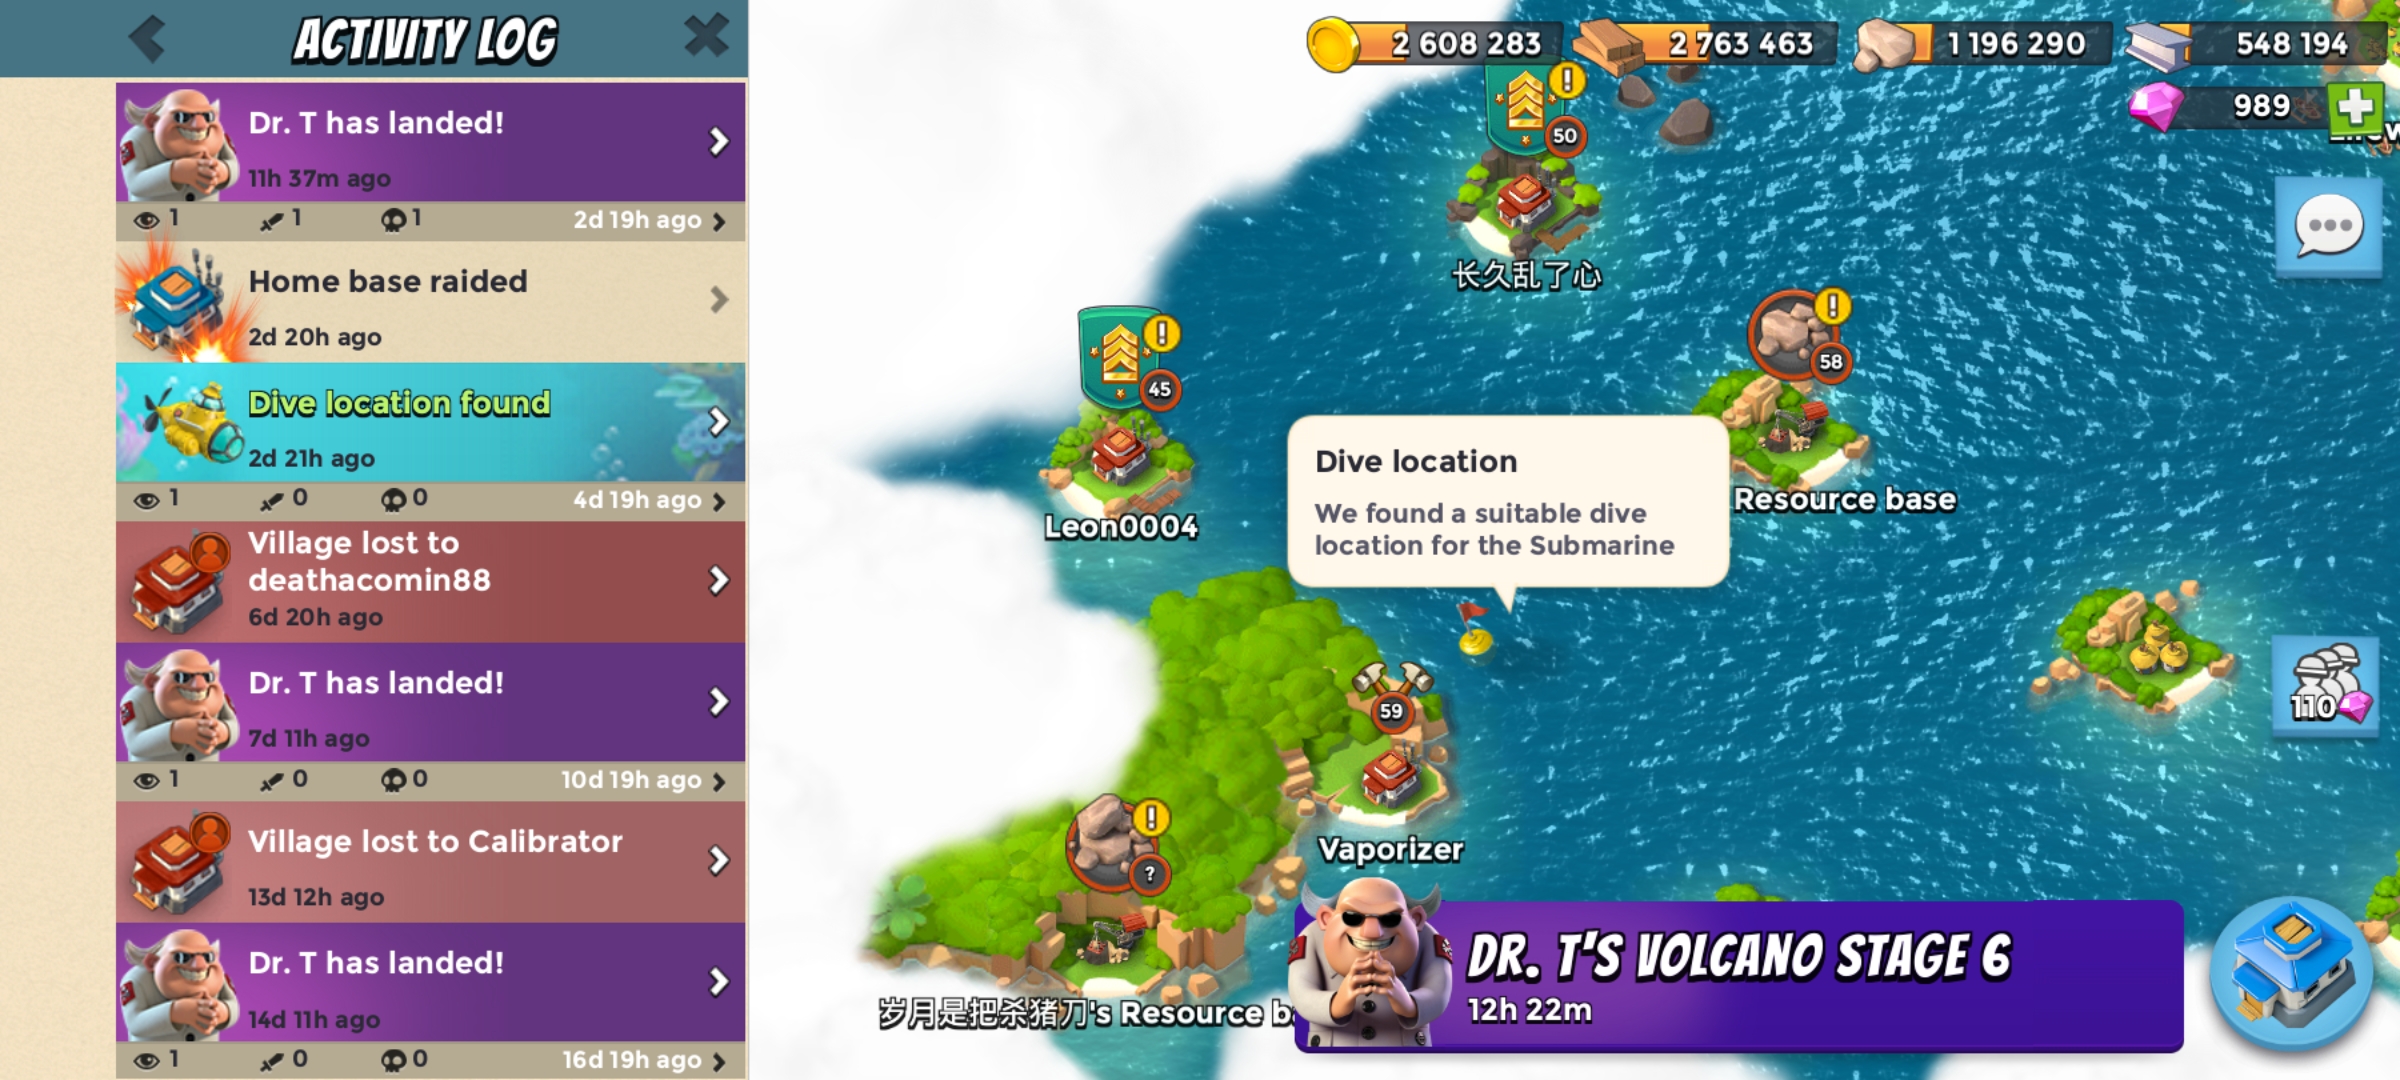 ACTIVITY LOG
Dr. T has landed!
11h 37m ago
1 1 1 2d 19h ago
Home base raided
2d 20h ago
Dive location found
2d 21h ago
1 0 0 4d 19h ago
Village lost to
deathacomin88
6d 20h ago
Dr. T has landed!
7d 11h ago
1 0 0 10d 19h ago
Village lost to Calibrator
13d 12h ago
Dr. T has landed!
14d 11h ago
1 0 0 16d 19h ago
2 608 283
2 763 463
1 196 290
548 194
989
!
50
长久乱了心
!
45
Leon0004
!
58
Resource base
Dive location
We found a suitable dive
location for the Submarine
59
Vaporizer
110
!
?
岁月是把杀猪刀's Resource b
DR. T'S VOLCANO STAGE 6
12h 22m